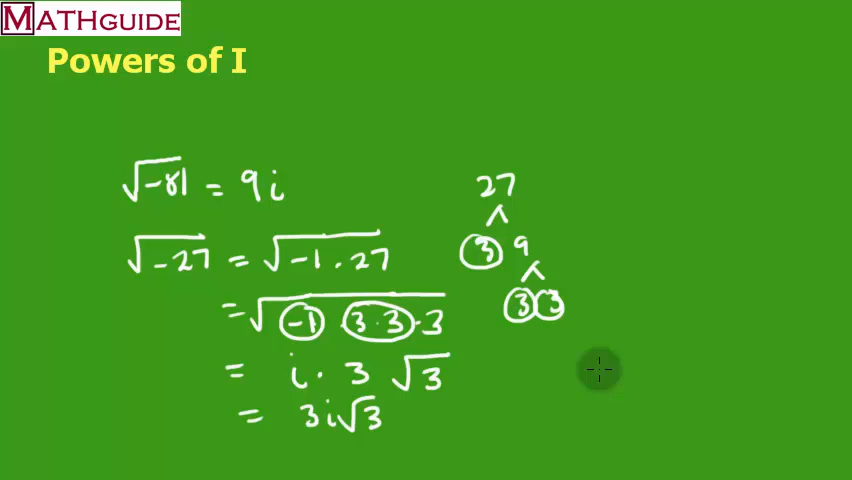 MATHGUIDE
Powers of I
√-81 = 9i
√-27 = √-1·27
= √-1·3·3·3
= i·3√3
= 3i√3
27
3 9
3 3